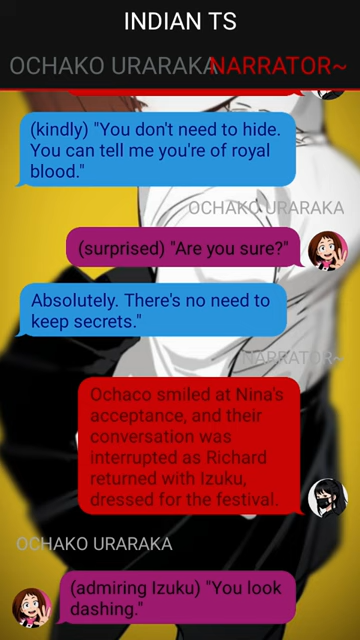 INDIAN TS
OCHAKO URARAKA
NARRATOR~
(kindly) "You don't need to hide.
You can tell me you're of royal
blood."
OCHAKO URARAKA
(surprised) "Are you sure?"
Absolutely. There's no need to
keep secrets."
NARRATOR~
Ochaco smiled at Nina's
acceptance, and their
conversation was
interrupted as Richard
returned with Izuku,
dressed for the festival.
OCHAKO URARAKA
(admiring Izuku) "You look
dashing."